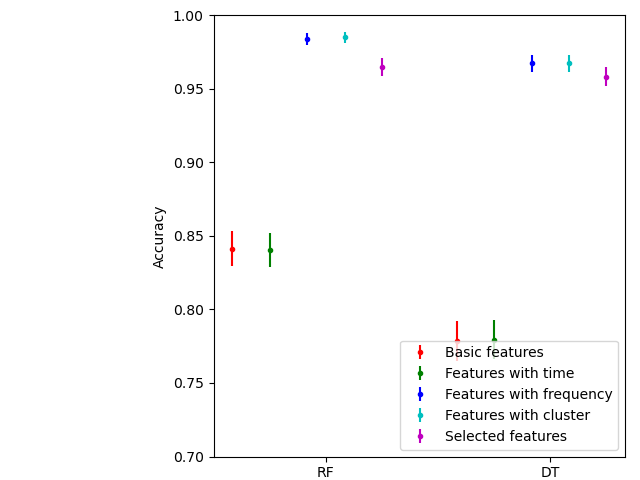 1.00
0.95
0.90
0.85
0.80
0.75
0.70
Accuracy
Basic features
Features with time
Features with frequency
Features with cluster
Selected features
RF
DT